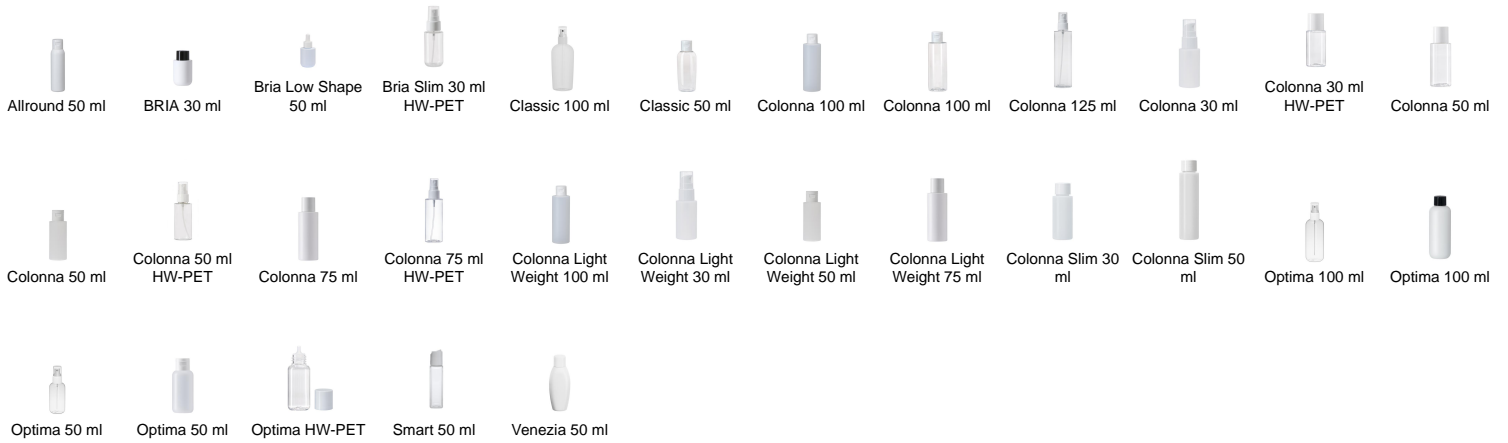 Allround 50 ml
BRIA 30 ml
Bria Low Shape
50 ml
Bria Slim 30 ml
HW-PET
Classic 100 ml
Classic 50 ml
Colonna 100 ml
Colonna 100 ml
Colonna 125 ml
Colonna 30 ml
Colonna 30 ml
HW-PET
Colonna 50 ml
Colonna 50 ml
Colonna 50 ml
HW-PET
Colonna 75 ml
Colonna 75 ml
HW-PET
Colonna Light
Weight 100 ml
Colonna Light
Weight 30 ml
Colonna Light
Weight 50 ml
Colonna Light
Weight 75 ml
Colonna Slim 30
ml
Colonna Slim 50
ml
Optima 100 ml
Optima 100 ml
Optima 50 ml
Optima 50 ml
Optima HW-PET
Smart 50 ml
Venezia 50 ml